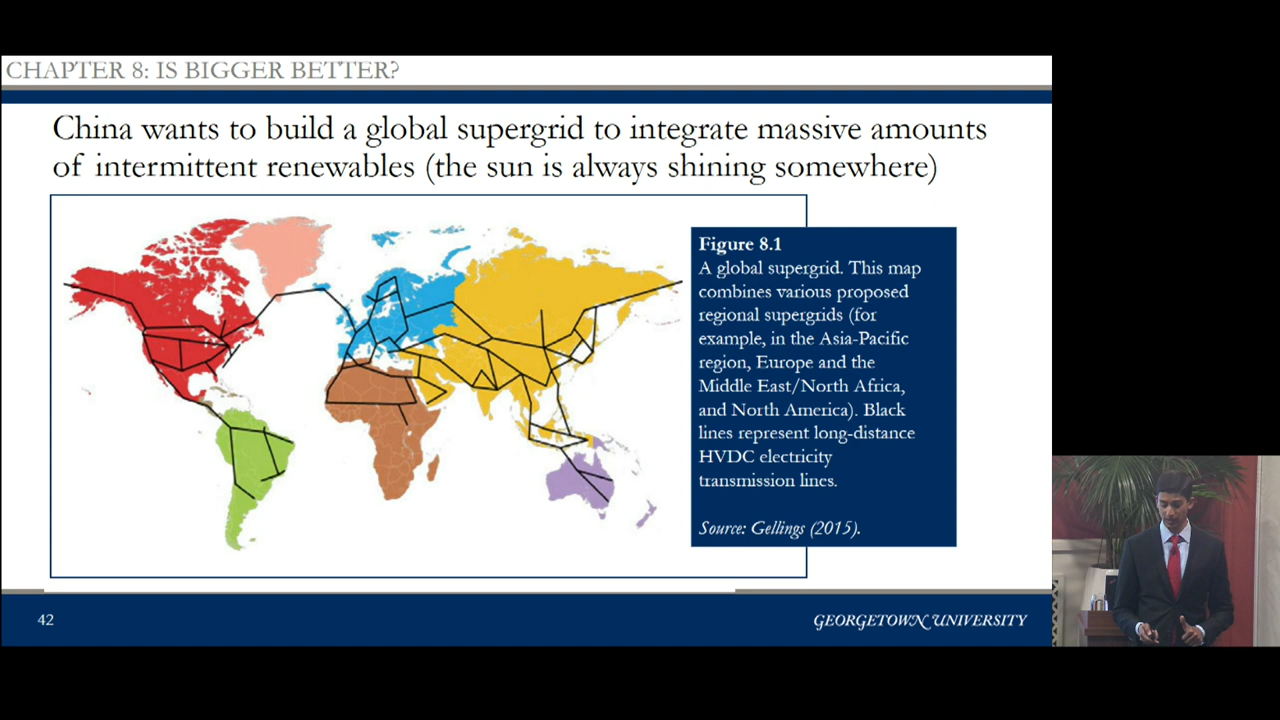 CHAPTER 8: IS BIGGER BETTER?
China wants to build a global supergrid to integrate massive amounts
of intermittent renewables (the sun is always shining somewhere)
Figure 8.1
A global supergrid. This map
combines various proposed
regional supergrids (for
example, in the Asia-Pacific
region, Europe and the
Middle East/North Africa,
and North America). Black
lines represent long-distance
HVDC electricity
transmission lines.
Source: Gellings (2015).
42
GEORGETOWN UNIVERSITY